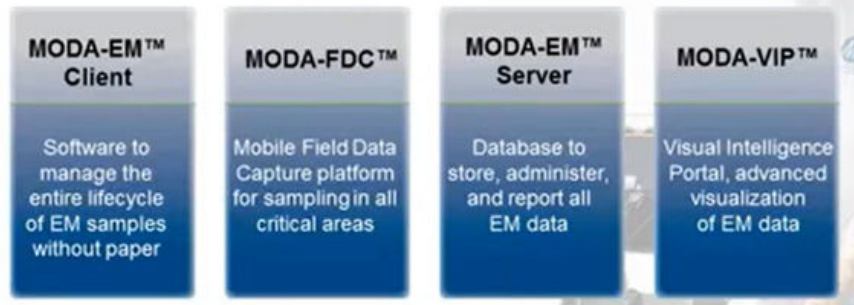 MODA-EM™
Client
Software to
manage the
entire lifecycle
of EM samples
without paper
MODA-FDC™
Mobile Field Data
Capture platform
for sampling in all
critical areas
MODA-EM™
Server
Database to
store, administer,
and report all
EM data
MODA-VIP™
Visual Intelligence
Portal, advanced
visualization
of EM data